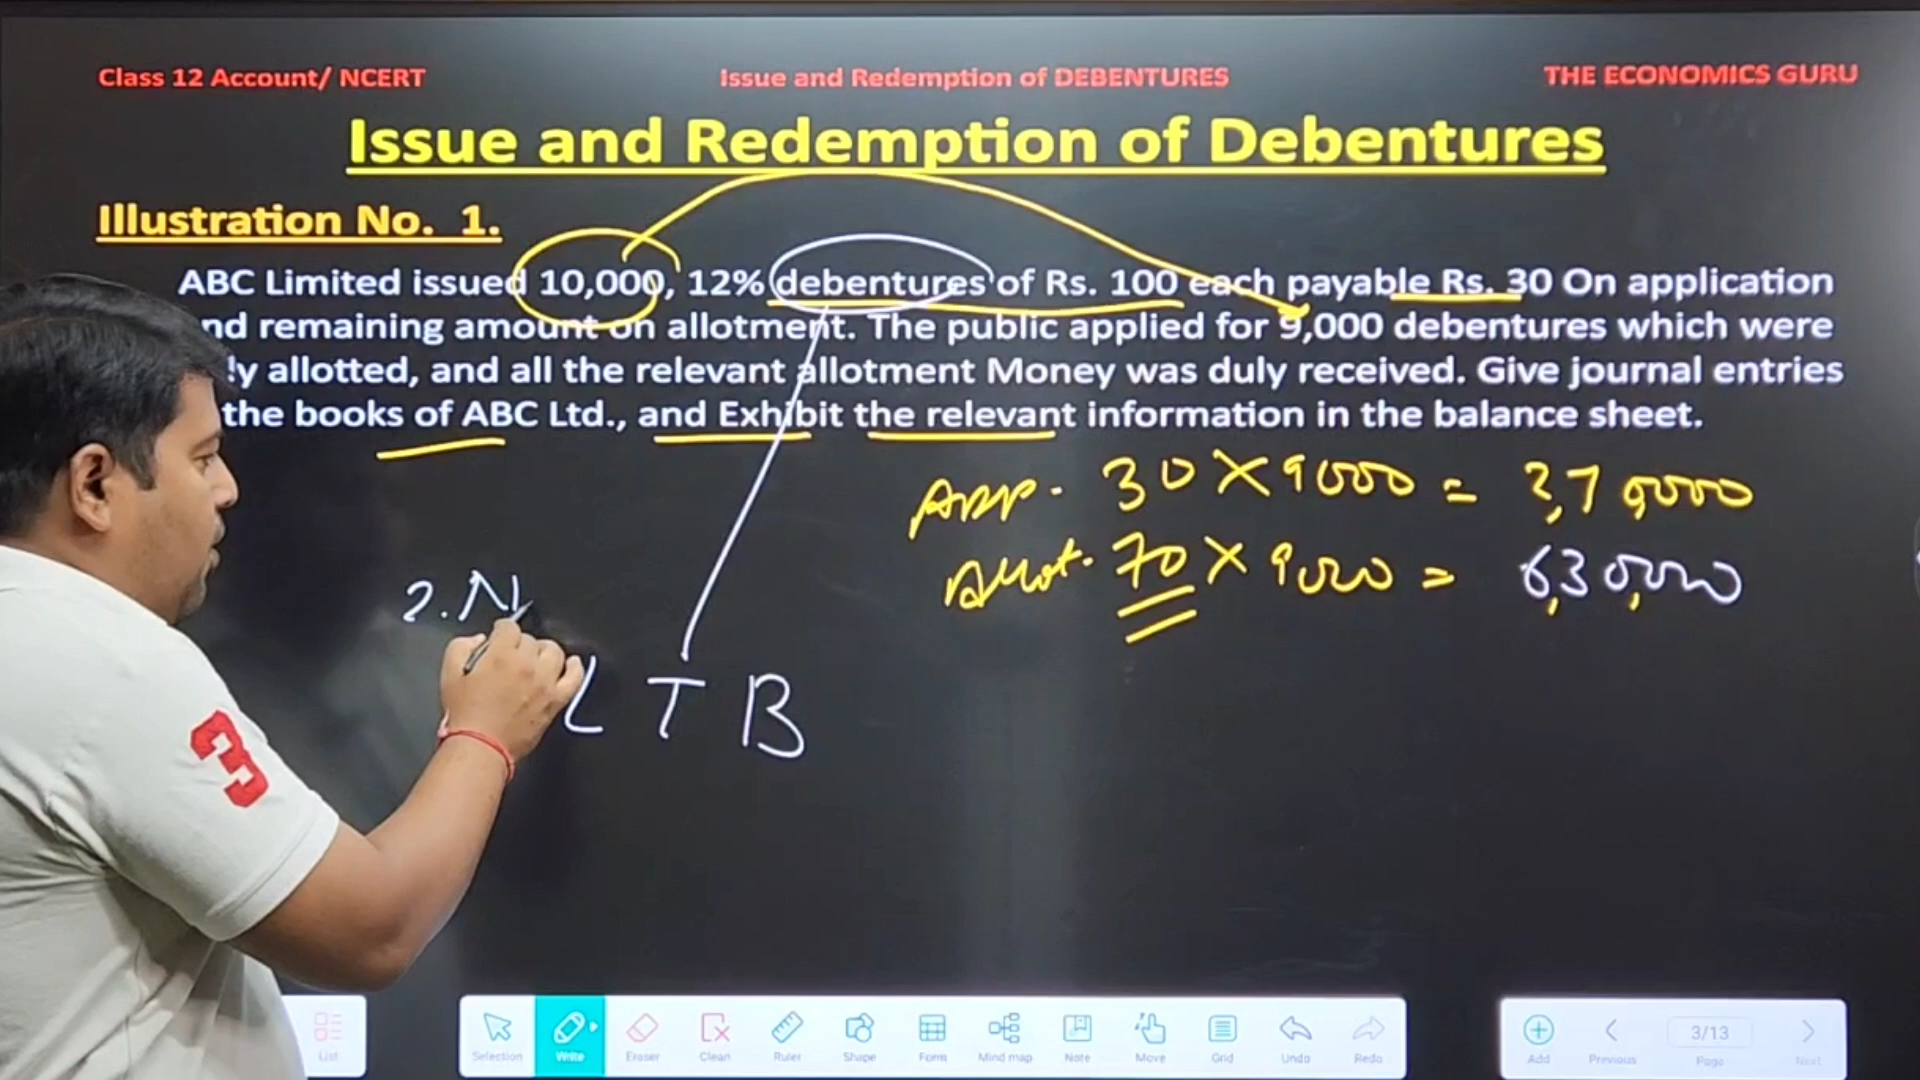 Class 12 Account/ NCERT Issue and Redemption of DEBENTURES THE ECONOMICS GURU
Issue and Redemption of Debentures
Illustration No. 1.
ABC Limited issued 10,000, 12% debentures of Rs. 100 each payable Rs. 30 On application
nd remaining amount on allotment. The public applied for 9,000 debentures which were
ly allotted, and all the relevant allotment Money was duly received. Give journal entries
the books of ABC Ltd., and Exhibit the relevant information in the balance sheet.
App. 30 X 9000 = 2,70,000
Allot. 70 X 9000 = 6,30,000
2. N
L T B
3
List Selection Write Eraser Clean Ruler Shape Form Mind map Note Move Grid Undo Redo Add Previous 3/13 Page Next